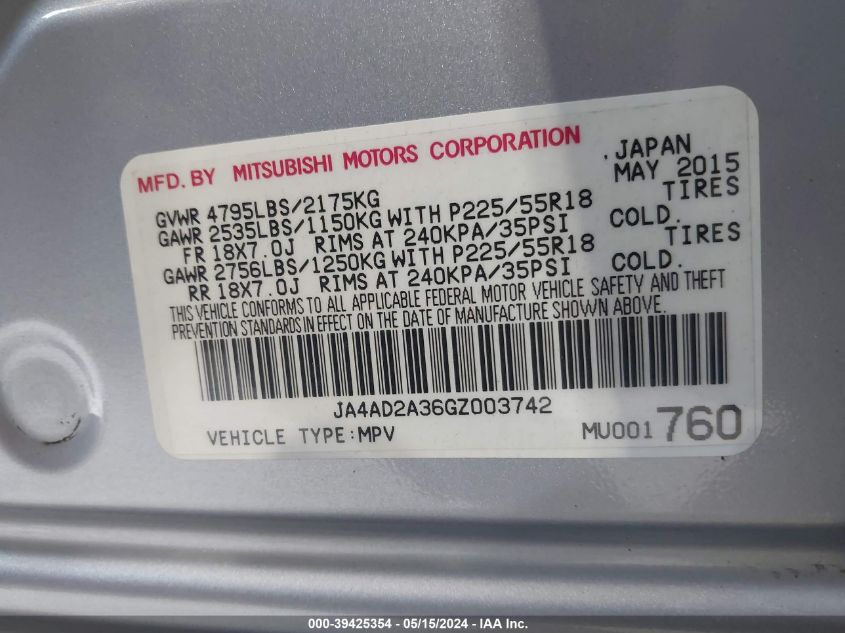 MFD. BY MITSUBISHI MOTORS CORPORATION .JAPAN
MAY 2015
GVWR 4795LBS/2175KG
GAWR 2535LBS/1150KG WITH P225/55R18 TIRES
FR 18X7.0J RIMS AT 240KPA/35PSI COLD.
GAWR 2756LBS/1250KG WITH P225/55R18 TIRES
RR 18X7.0J RIMS AT 240KPA/35PSI COLD.
THIS VEHICLE CONFORMS TO ALL APPLICABLE FEDERAL MOTOR VEHICLE SAFETY AND THEFT
PREVENTION STANDARDS IN EFFECT ON THE DATE OF MANUFACTURE SHOWN ABOVE.
JA4AD2A36GZ003742
VEHICLE TYPE:MPV MU001760
000-39425354 - 05/15/2024 - IAA Inc.